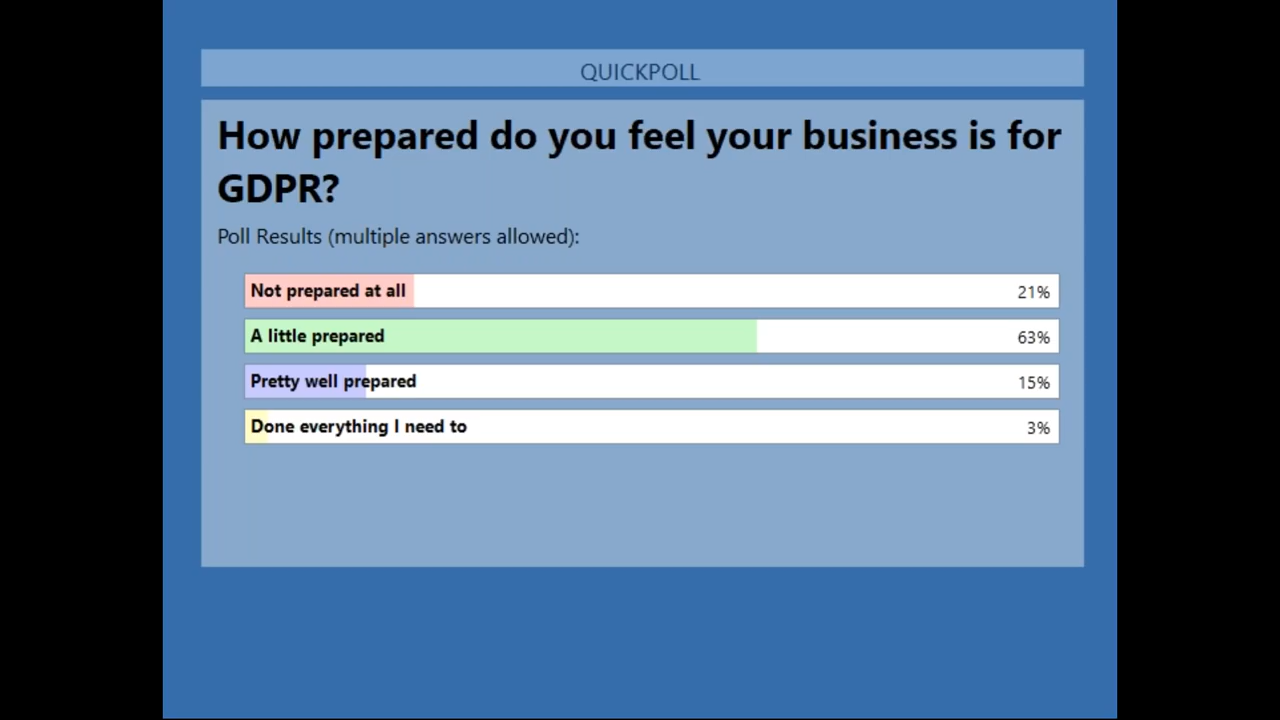 QUICKPOLL
How prepared do you feel your business is for
GDPR?
Poll Results (multiple answers allowed):
Not prepared at all 21%
A little prepared 63%
Pretty well prepared 15%
Done everything I need to 3%